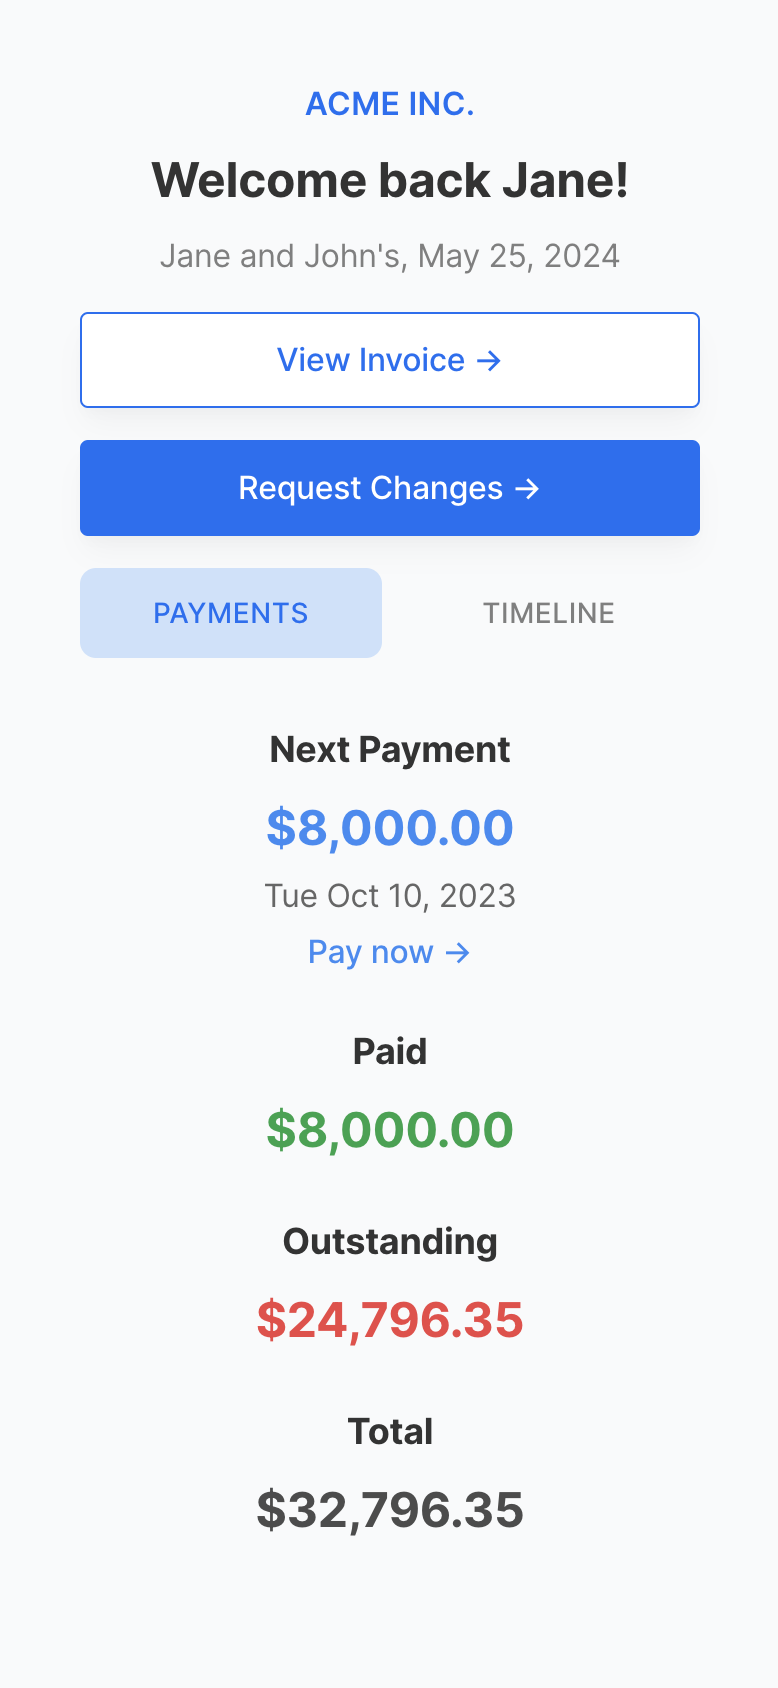 ACME INC.
Welcome back Jane!
Jane and John's, May 25, 2024
View Invoice →
Request Changes →
PAYMENTS
TIMELINE
Next Payment
$8,000.00
Tue Oct 10, 2023
Pay now →
Paid
$8,000.00
Outstanding
$24,796.35
Total
$32,796.35